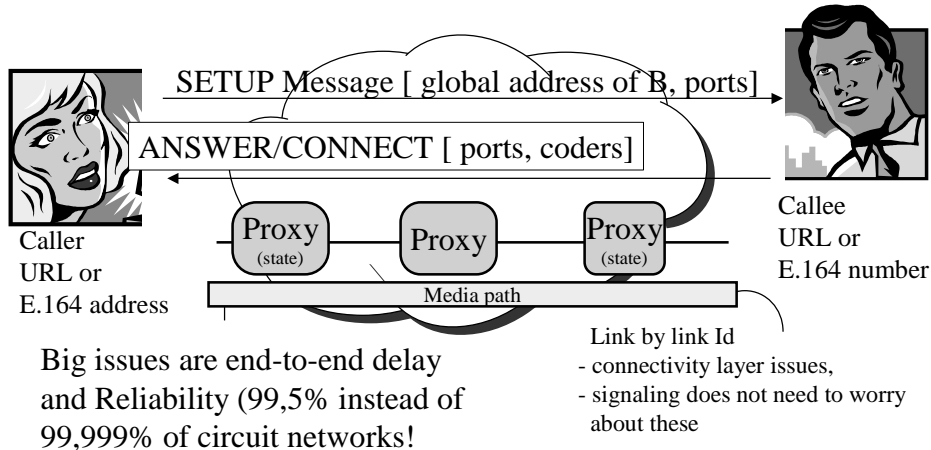 SETUP Message [ global address of B, ports]
ANSWER/CONNECT [ ports, coders]
Caller
URL or
E.164 address
Callee
URL or
E.164 number
Proxy
(state)
Proxy
Proxy
(state)
Media path
Big issues are end-to-end delay
and Reliability (99,5% instead of
99,999% of circuit networks!
Link by link Id
- connectivity layer issues,
- signaling does not need to worry
about these